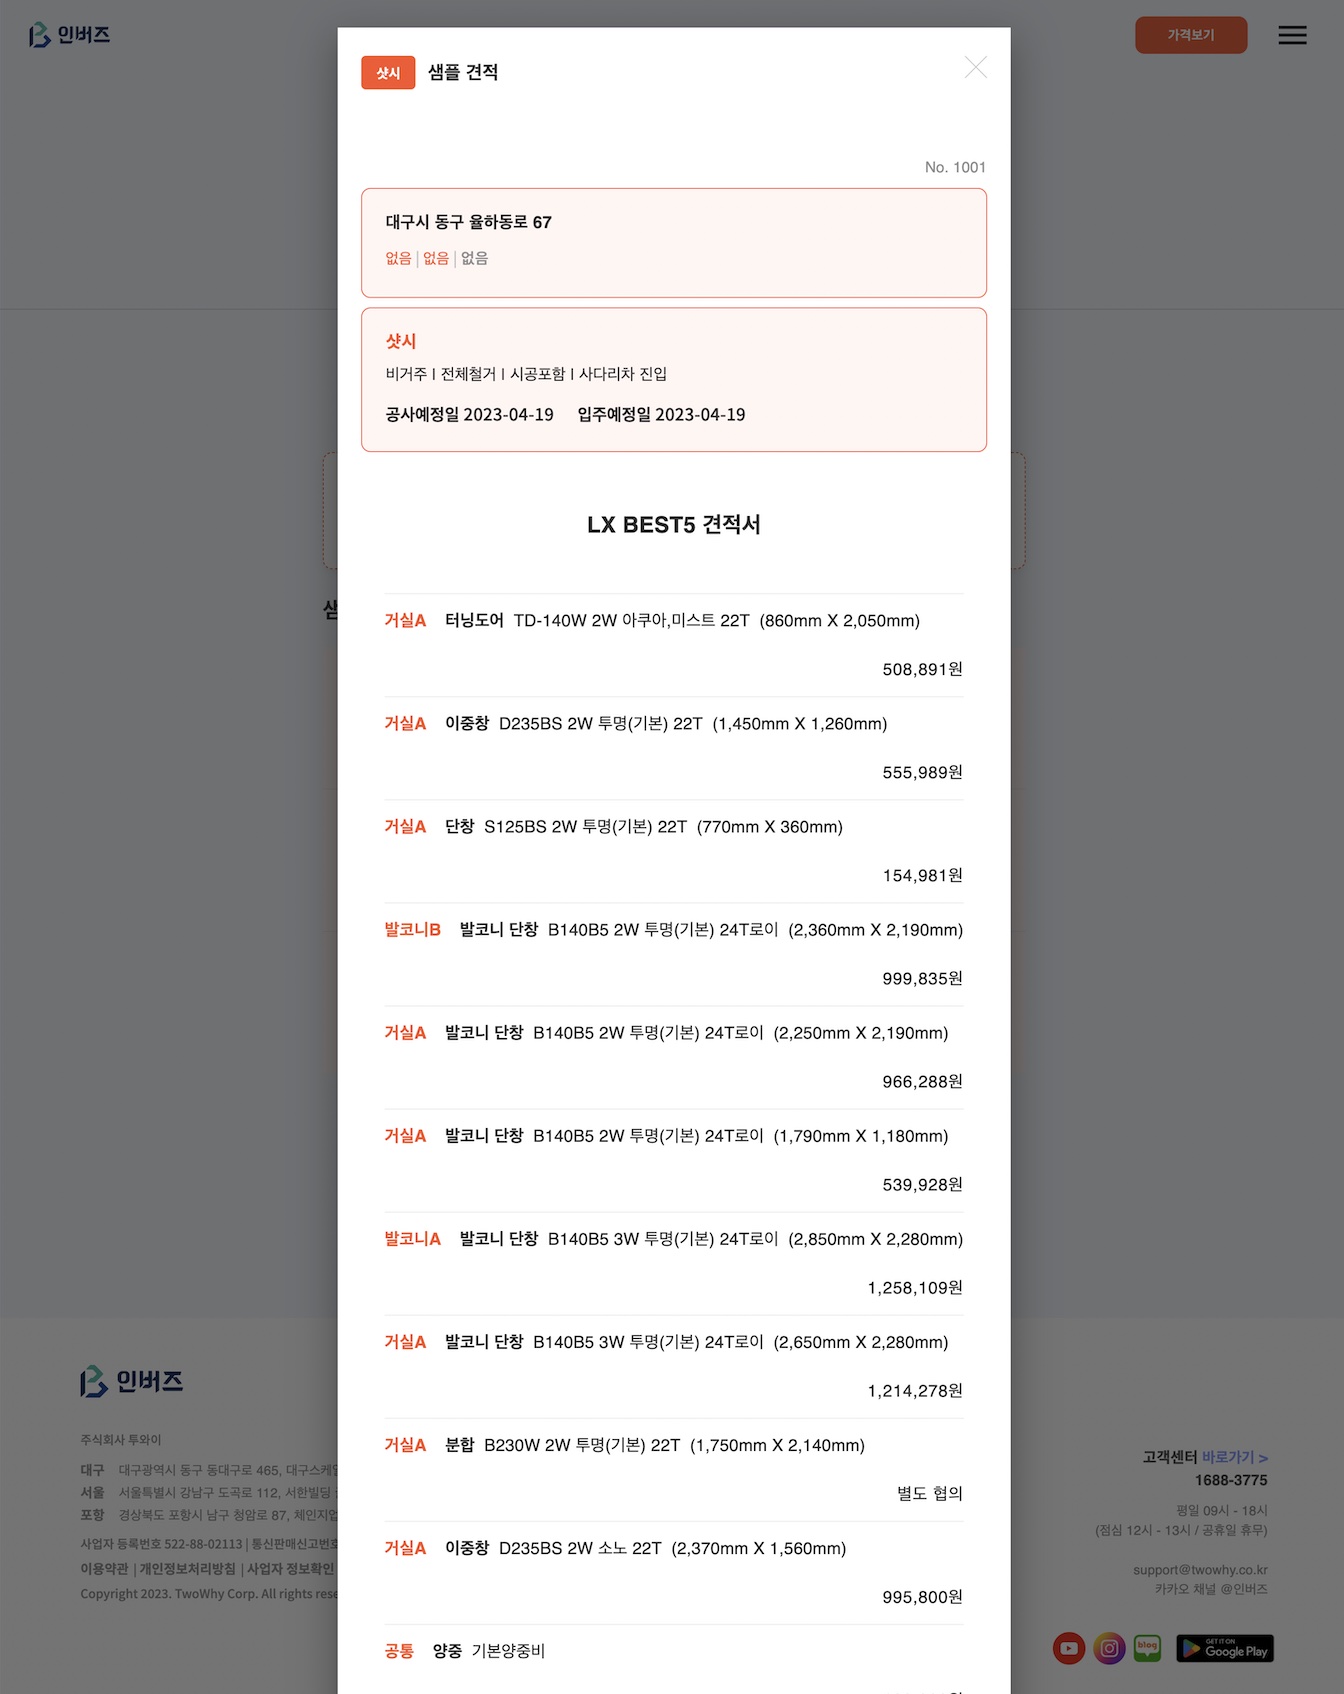 인버즈
가격보기
샷시 샘플 견적
No. 1001
대구시 동구 율하동로 67
없음 | 없음 | 없음
샷시
비거주 l 전체철거 l 시공포함 l 사다리차 진입
공사예정일 2023-04-19 입주예정일 2023-04-19
LX BEST5 견적서
거실A 터닝도어 TD-140W 2W 아쿠아,미스트 22T (860mm X 2,050mm)
508,891원
거실A 이중창 D235BS 2W 투명(기본) 22T (1,450mm X 1,260mm)
555,989원
거실A 단창 S125BS 2W 투명(기본) 22T (770mm X 360mm)
154,981원
발코니B 발코니 단창 B140B5 2W 투명(기본) 24T로이 (2,360mm X 2,190mm)
999,835원
거실A 발코니 단창 B140B5 2W 투명(기본) 24T로이 (2,250mm X 2,190mm)
966,288원
거실A 발코니 단창 B140B5 2W 투명(기본) 24T로이 (1,790mm X 1,180mm)
539,928원
발코니A 발코니 단창 B140B5 3W 투명(기본) 24T로이 (2,850mm X 2,280mm)
1,258,109원
거실A 발코니 단창 B140B5 3W 투명(기본) 24T로이 (2,650mm X 2,280mm)
1,214,278원
거실A 분합 B230W 2W 투명(기본) 22T (1,750mm X 2,140mm)
별도 협의
거실A 이중창 D235BS 2W 소노 22T (2,370mm X 1,560mm)
995,800원
공통 양중 기본양중비
인버즈
주식회사 투와이
대구 대구광역시 동구 동대구로 465, 대구스케일
서울 서울특별시 강남구 도곡로 112, 서한빌딩
포항 경상북도 포항시 남구 청암로 87, 체인지업
사업자 등록번호 522-88-02113 | 통신판매신고번호
이용약관 | 개인정보처리방침 | 사업자 정보확인
Copyright 2023. TwoWhy Corp. All rights rese
고객센터 바로가기 >
1688-3775
평일 09시 - 18시
(점심 12시 - 13시 / 공휴일 휴무)
support@twowhy.co.kr
카카오 채널 @인버즈
blog
GET IT ON
Google Play